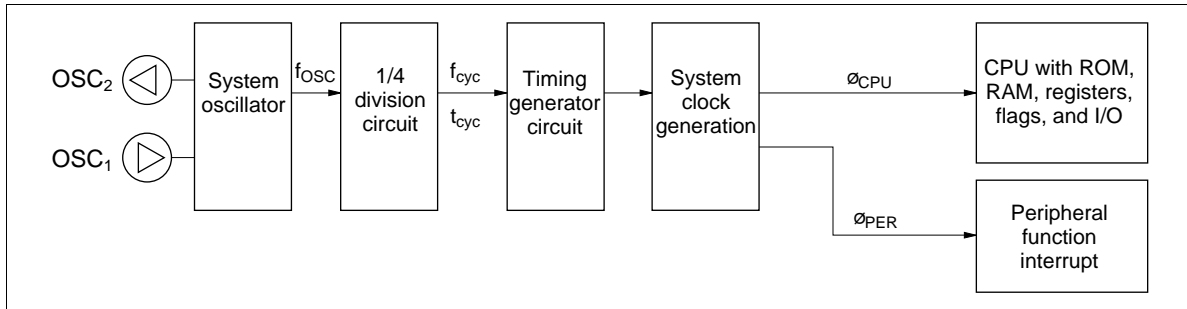 OSC2
OSC1
System
oscillator
fOSC
1/4
division
circuit
fcyc
tcyc
Timing
generator
circuit
System
clock
generation
øCPU
CPU with ROM,
RAM, registers,
flags, and I/O
øPER
Peripheral
function
interrupt